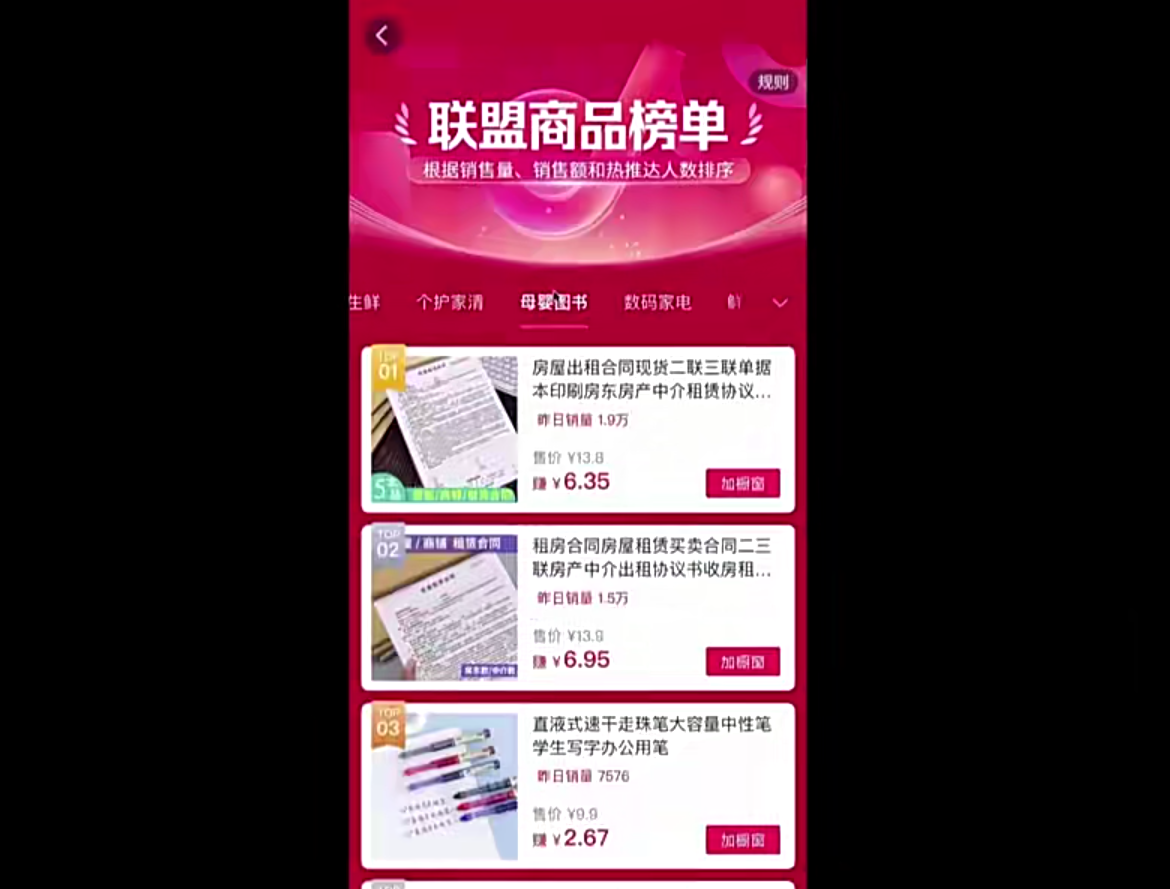 规则
联盟商品榜单
根据销售量、销售额和热推达人数排序
生鲜 个护家清 母婴图书 数码家电
TOP
01
房屋出租合同现货二联三联单据
本印刷房东房产中介租赁协议...
昨日销量 1.9万
售价 ¥13.8
赚 ¥6.35
加橱窗
TOP
02
/商铺 租赁合同
租房合同房屋租赁买卖合同二三
联房产中介出租协议书收房租...
昨日销量 1.5万
售价 ¥13.9
赚 ¥6.95
加橱窗
TOP
03
直液式速干走珠笔大容量中性笔
学生写字办公用笔
昨日销量 7576
售价 ¥9.9
赚 ¥2.67
加橱窗